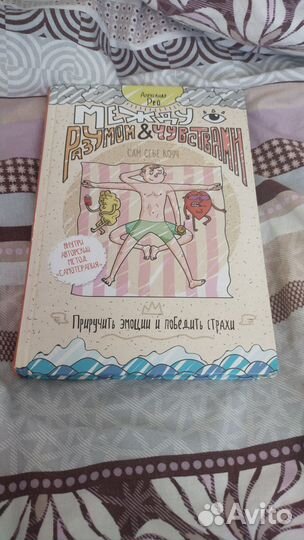 Александр
Рей
МЕЖДУ
РАЗУМОМ & ЧУВСТВАМИ
САМ СЕБЕ КОУЧ
ВНУТРИ
АВТОРСКИЙ
МЕТОД
«САМОТЕРАПИЯ»
Приручить эмоции и победить страхи
Avito